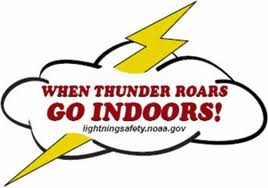 WHEN THUNDER ROARS
GO INDOORS!
lightningsafety.noaa.gov